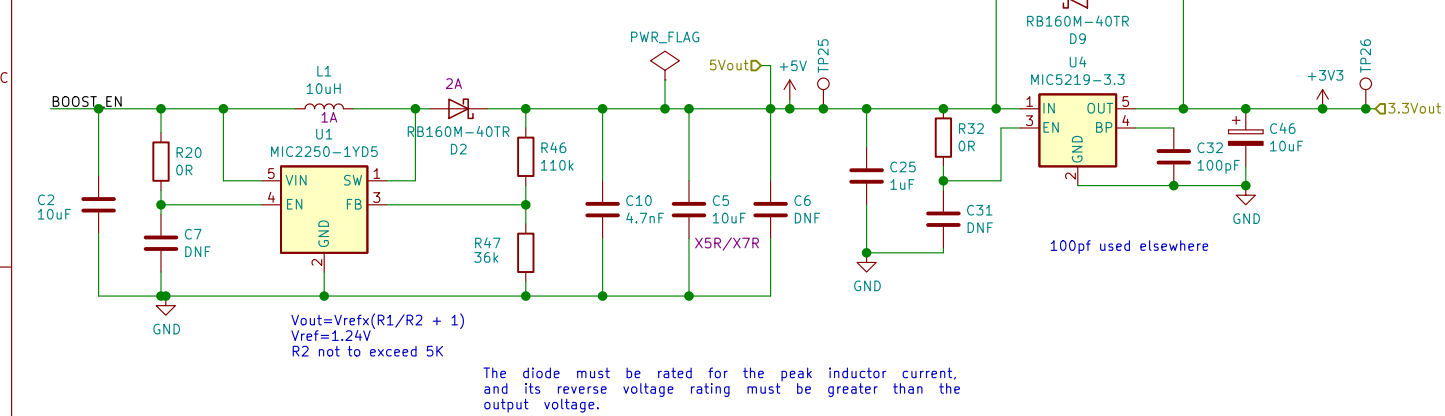 C
BOOST_EN
L1
10uH
1A
U1
MIC2250-1YD5
5
VIN
SW
1
4
EN
FB
3
GND
2
R20
0R
C2
10uF
C7
DNF
GND
2A
RB160M-40TR
D2
R46
110k
R47
36k
PWR_FLAG
5Vout
+5V
TP25
C10
4.7nF
C5
10uF
X5R/X7R
C6
DNF
C25
1uF
R32
0R
C31
DNF
GND
RB160M-40TR
D9
U4
MIC5219-3.3
1
IN
OUT
5
3
EN
BP
4
GND
2
C32
100pF
+
C46
10uF
GND
+3V3
TP26
3.3Vout
100pf used elsewhere
Vout=Vrefx(R1/R2 + 1)
Vref=1.24V
R2 not to exceed 5K
The diode must be rated for the peak inductor current,
and its reverse voltage rating must be greater than the
output voltage.